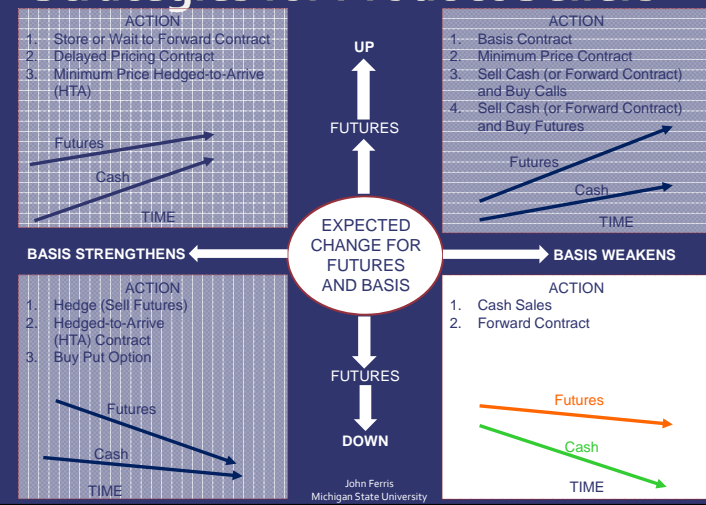 Strategies for
ACTION
1. Store or Wait to Forward Contract
2. Delayed Pricing Contract
3. Minimum Price Hedged-to-Arrive
(HTA)
Futures
Cash
TIME
UP
FUTURES
ACTION
1. Basis Contract
2. Minimum Price Contract
3. Sell Cash (or Forward Contract)
and Buy Calls
4. Sell Cash (or Forward Contract)
and Buy Futures
Futures
Cash
TIME
BASIS STRENGTHENS
EXPECTED
CHANGE FOR
FUTURES
AND BASIS
BASIS WEAKENS
ACTION
1. Hedge (Sell Futures)
2. Hedged-to-Arrive
(HTA) Contract
3. Buy Put Option
Futures
Cash
TIME
FUTURES
DOWN
John Ferris
Michigan State University
ACTION
1. Cash Sales
2. Forward Contract
Futures
Cash
TIME